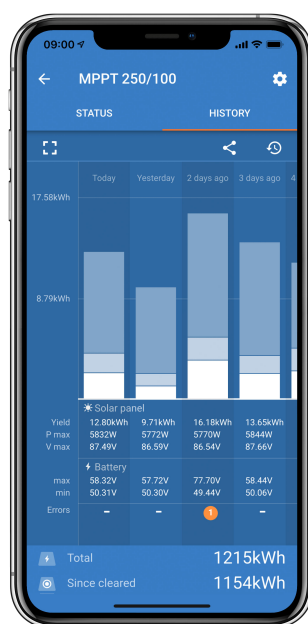 09:00
MPPT 250/100
STATUS HISTORY
Today Yesterday 2 days ago 3 days ago 4
17.58kWh
8.79kWh
Solar panel
Yield 12.80kWh 9.71kWh 16.18kWh 13.65kWh
P max 5832W 5772W 5770W 5844W
V max 87.49V 86.59V 86.54V 87.66V
Battery
max 58.32V 57.72V 77.70V 58.44V
min 50.31V 50.30V 49.44V 50.06V
Errors – – 1 –
Total 1215kWh
Since cleared 1154kWh